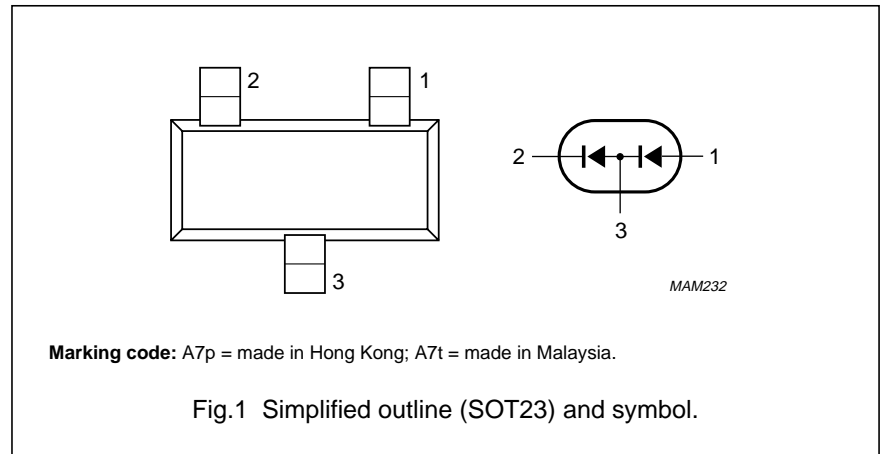 2
1
2
1
3
3
MAM232
Marking code: A7p = made in Hong Kong; A7t = made in Malaysia.
Fig.1 Simplified outline (SOT23) and symbol.